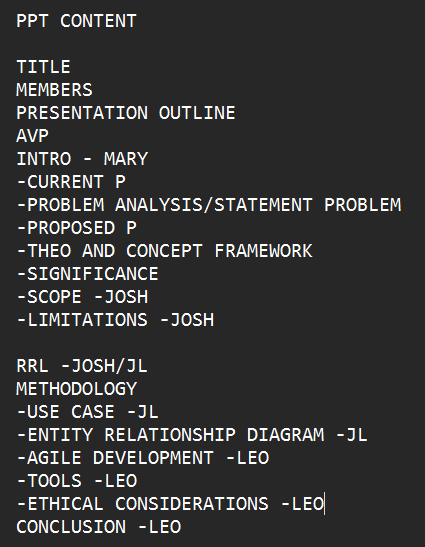 PPT CONTENT
TITLE
MEMBERS
PRESENTATION OUTLINE
AVP
INTRO - MARY
-CURRENT P
-PROBLEM ANALYSIS/STATEMENT PROBLEM
-PROPOSED P
-THEO AND CONCEPT FRAMEWORK
-SIGNIFICANCE
-SCOPE -JOSH
-LIMITATIONS -JOSH
RRL -JOSH/JL
METHODOLOGY
-USE CASE -JL
-ENTITY RELATIONSHIP DIAGRAM -JL
-AGILE DEVELOPMENT -LEO
-TOOLS -LEO
-ETHICAL CONSIDERATIONS -LEO
CONCLUSION -LEO